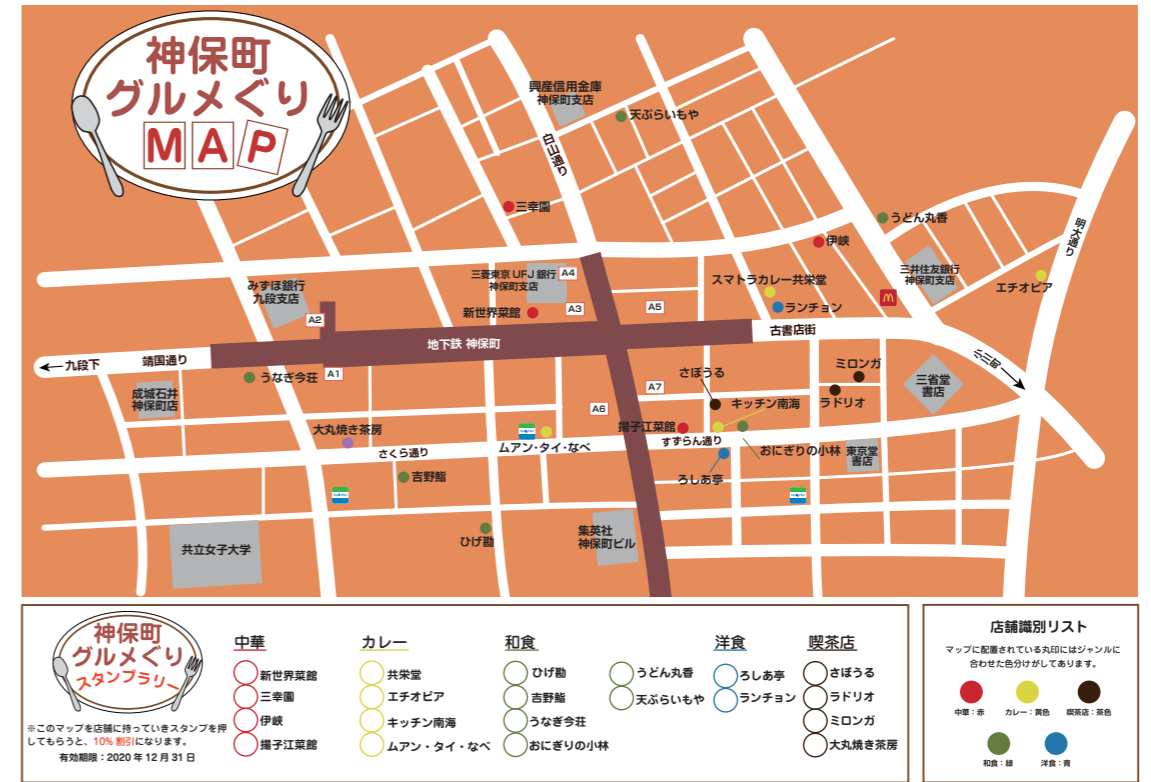 神保町
グルメぐり
MAP
興産信用金庫
神保町支店
天ぷらいもや
白山通り
三幸園
うどん丸香
伊峡
明大通り
三菱東京UFJ銀行
神保町支店
A4
みずほ銀行
九段支店
スマトラカレー共栄堂
三井住友銀行
神保町支店
エチオピア
A2
新世界菜館
A3
A5
ランチョン
古書店街
地下鉄 神保町
九段下
靖国通り
A1
うなぎ今荘
成城石井
神保町店
さぼうる
A7
ミロンガ
ラドリオ
三省堂
書店
A6
キッチン南海
大丸焼き茶房
揚子江菜館
すずらん通り
さくら通り
ムアン・タイ・なべ
おにぎりの小林
東京堂
書店
吉野鮨
ろしあ亭
共立女子大学
ひげ勘
集英社
神保町ビル
神保町
グルメぐり
スタンプラリー
※このマップを店舗に持っていきスタンプを押
してもらうと、10% 割引になります。
有効期限：2020 年 12 月 31 日
中華
新世界菜館
三幸園
伊峡
揚子江菜館
カレー
共栄堂
エチオピア
キッチン南海
ムアン・タイ・なべ
和食
ひげ勘
吉野鮨
うなぎ今荘
おにぎりの小林
うどん丸香
天ぷらいもや
洋食
ろしあ亭
ランチョン
喫茶店
さぼうる
ラドリオ
ミロンガ
大丸焼き茶房
店舗識別リスト
マップに配置されている丸印にはジャンルに
合わせた色分けがしてあります。
中華：赤
カレー：黄色
喫茶店：茶色
和食：緑
洋食：青